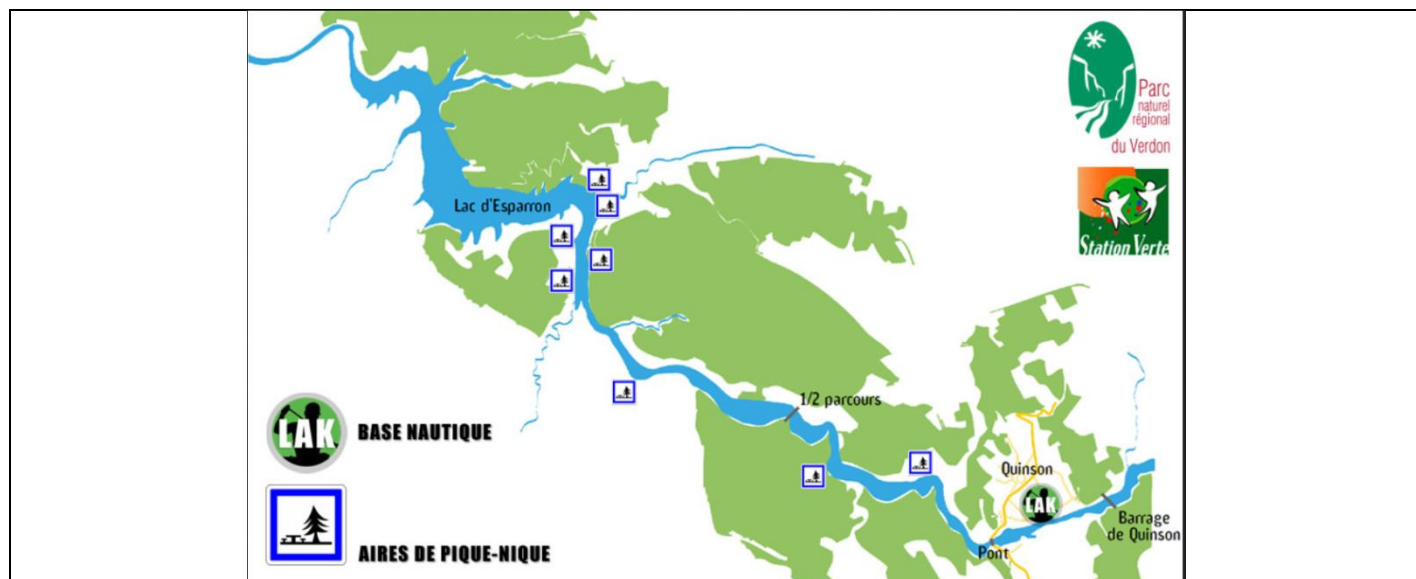 Parc
naturel
régional
du Verdon
Station Verte
Lac d'Esparron
1/2 parcours
Quinson
LAK
Barrage
de Quinson
Pont
LAK
BASE NAUTIQUE
AIRES DE PIQUE-NIQUE